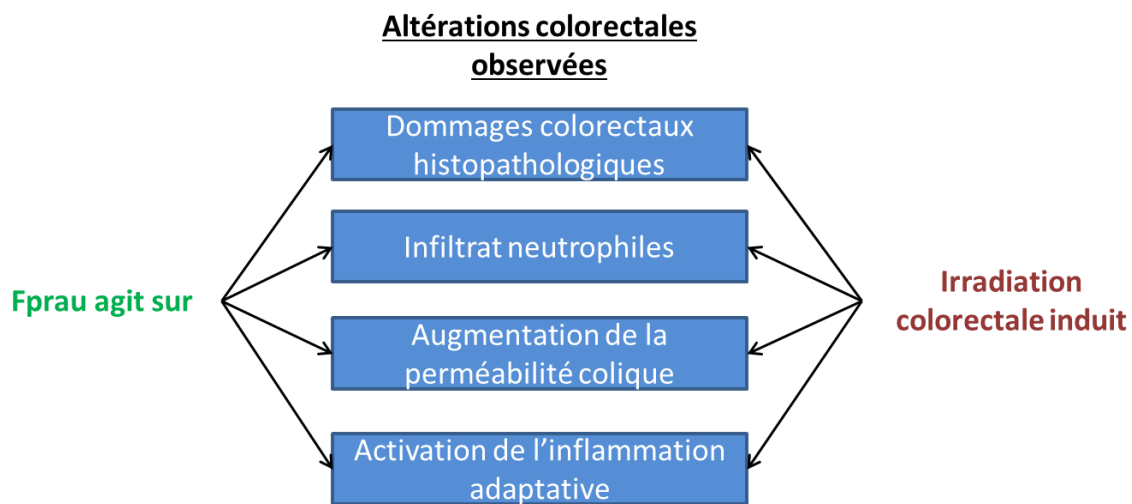 Altérations colorectales
observées
Dommages colorectaux
histopathologiques
Infiltrat neutrophiles
Fprau agit sur
Irradiation
colorectale induit
Augmentation de la
perméabilité colique
Activation de l'inflammation
adaptative